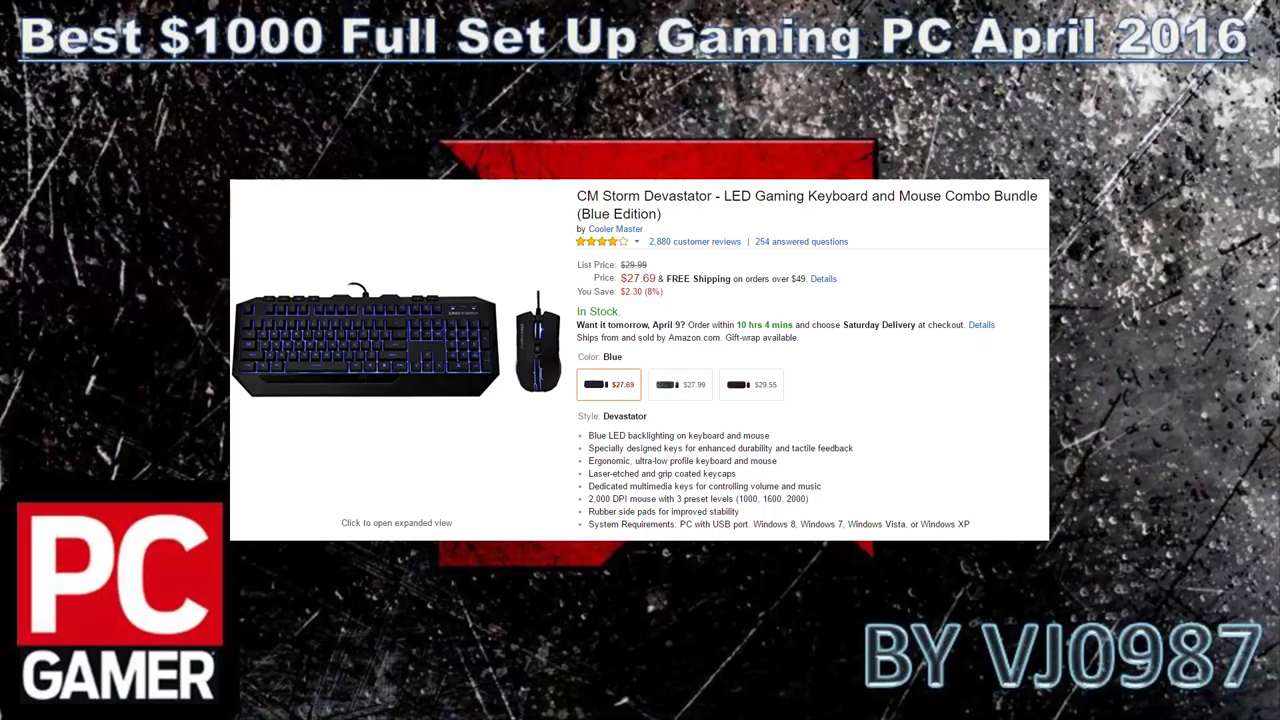 Best $1000 Full Set Up Gaming PC April 2016
CM Storm Devastator - LED Gaming Keyboard and Mouse Combo Bundle
(Blue Edition)
by Cooler Master
2,880 customer reviews | 254 answered questions
List Price: $29.99
Price: $27.69 & FREE Shipping on orders over $49. Details
You Save: $2.30 (8%)
In Stock.
Want it tomorrow, April 9? Order within 10 hrs 4 mins and choose Saturday Delivery at checkout. Details
Ships from and sold by Amazon.com. Gift-wrap available.
Color: Blue
$27.69 $27.99 $29.55
Style: Devastator
• Blue LED backlighting on keyboard and mouse
• Specially designed keys for enhanced durability and tactile feedback
• Ergonomic, ultra-low profile keyboard and mouse
• Laser-etched and grip coated keycaps
• Dedicated multimedia keys for controlling volume and music
• 2,000 DPI mouse with 3 preset levels (1000, 1600, 2000)
• Rubber side pads for improved stability
• System Requirements: PC with USB port. Windows 8, Windows 7, Windows Vista, or Windows XP
Click to open expanded view
PC
GAMER
BY VJ0987